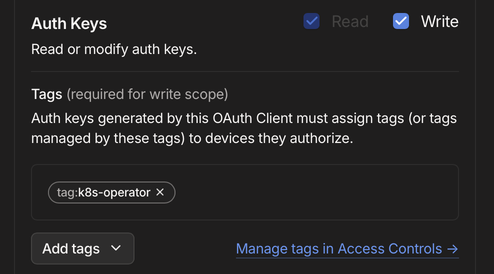 Auth Keys
Read
Write
Read or modify auth keys.
Tags (required for write scope)
Auth keys generated by this OAuth Client must assign tags (or tags
managed by these tags) to devices they authorize.
tag:k8s-operator ×
Add tags
Manage tags in Access Controls →